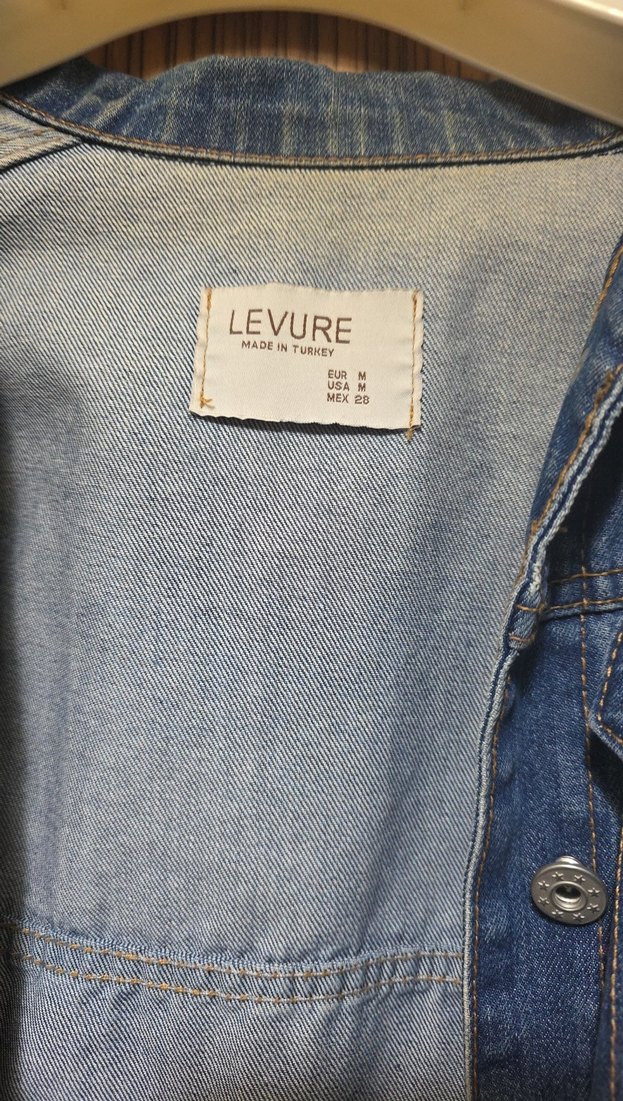 LEVURE
MADE IN TURKEY
EUR M
USA M
MEX 28